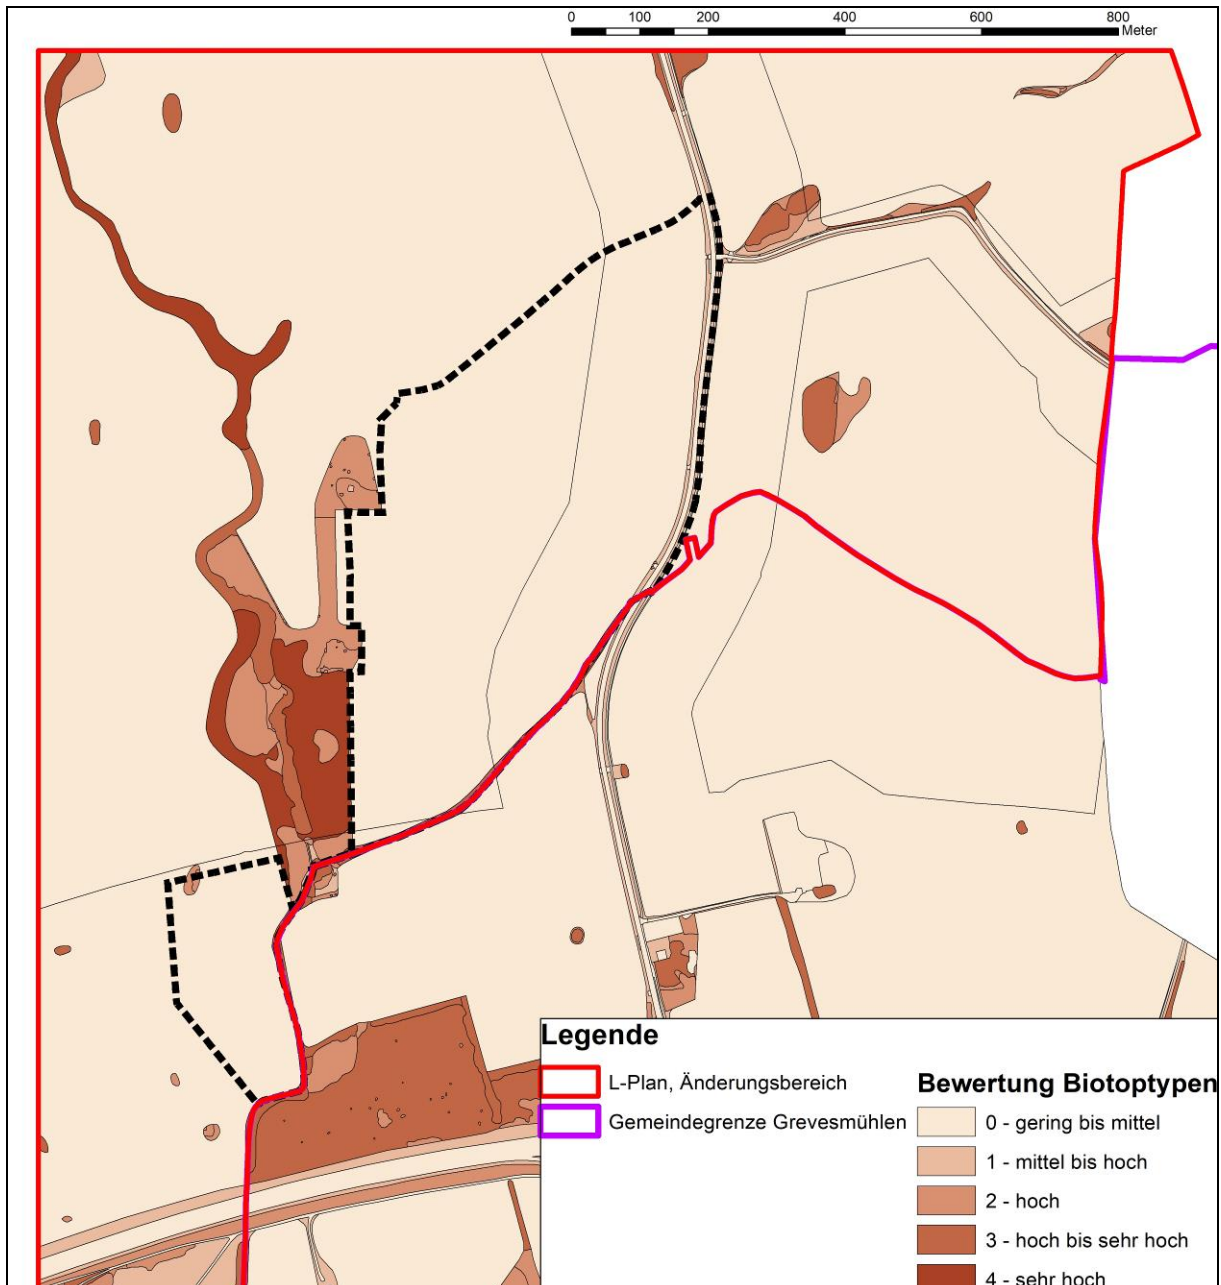 0 100 200 400 600 800
Meter
Legende
L-Plan, Änderungsbereich
Gemeindegrenze Grevesmühlen
Bewertung Biotoptypen
0 - gering bis mittel
1 - mittel bis hoch
2 - hoch
3 - hoch bis sehr hoch
4 - sehr hoch